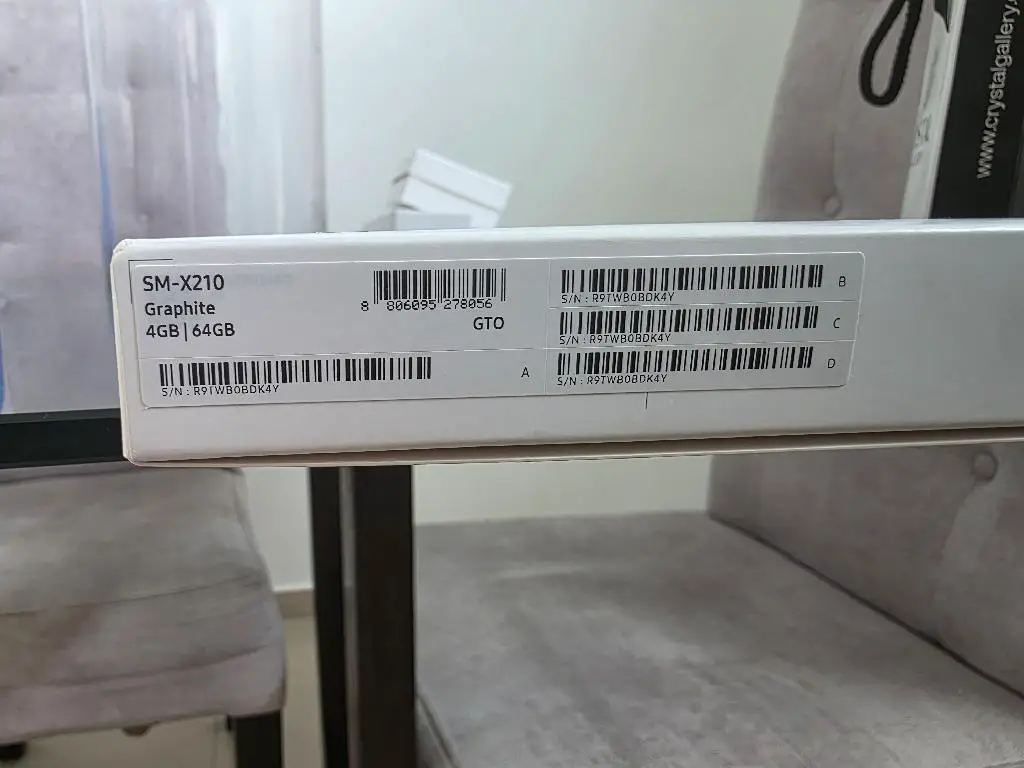 SM-X210
Graphite
4GB | 64GB
8 806095 278056
GTO
S/N : R9TWB0BDK4Y
A
S/N : R9TWB0BDK4Y
B
S/N : R9TWB0BDK4Y
C
S/N : R9TWB0BDK4Y
D
www.crystalgallery.